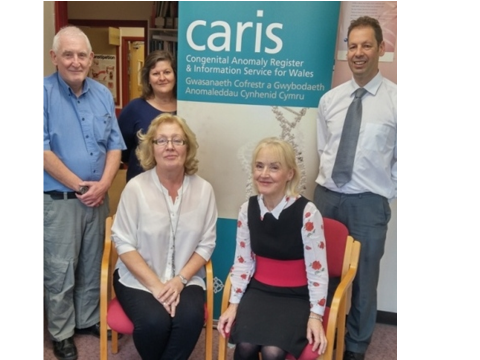 caris
Congenital Anomaly Register
& Information Service for Wales
Gwasanaeth Cofrestr a Gwybodaeth
Anomaleddau Cynhenid Cymru